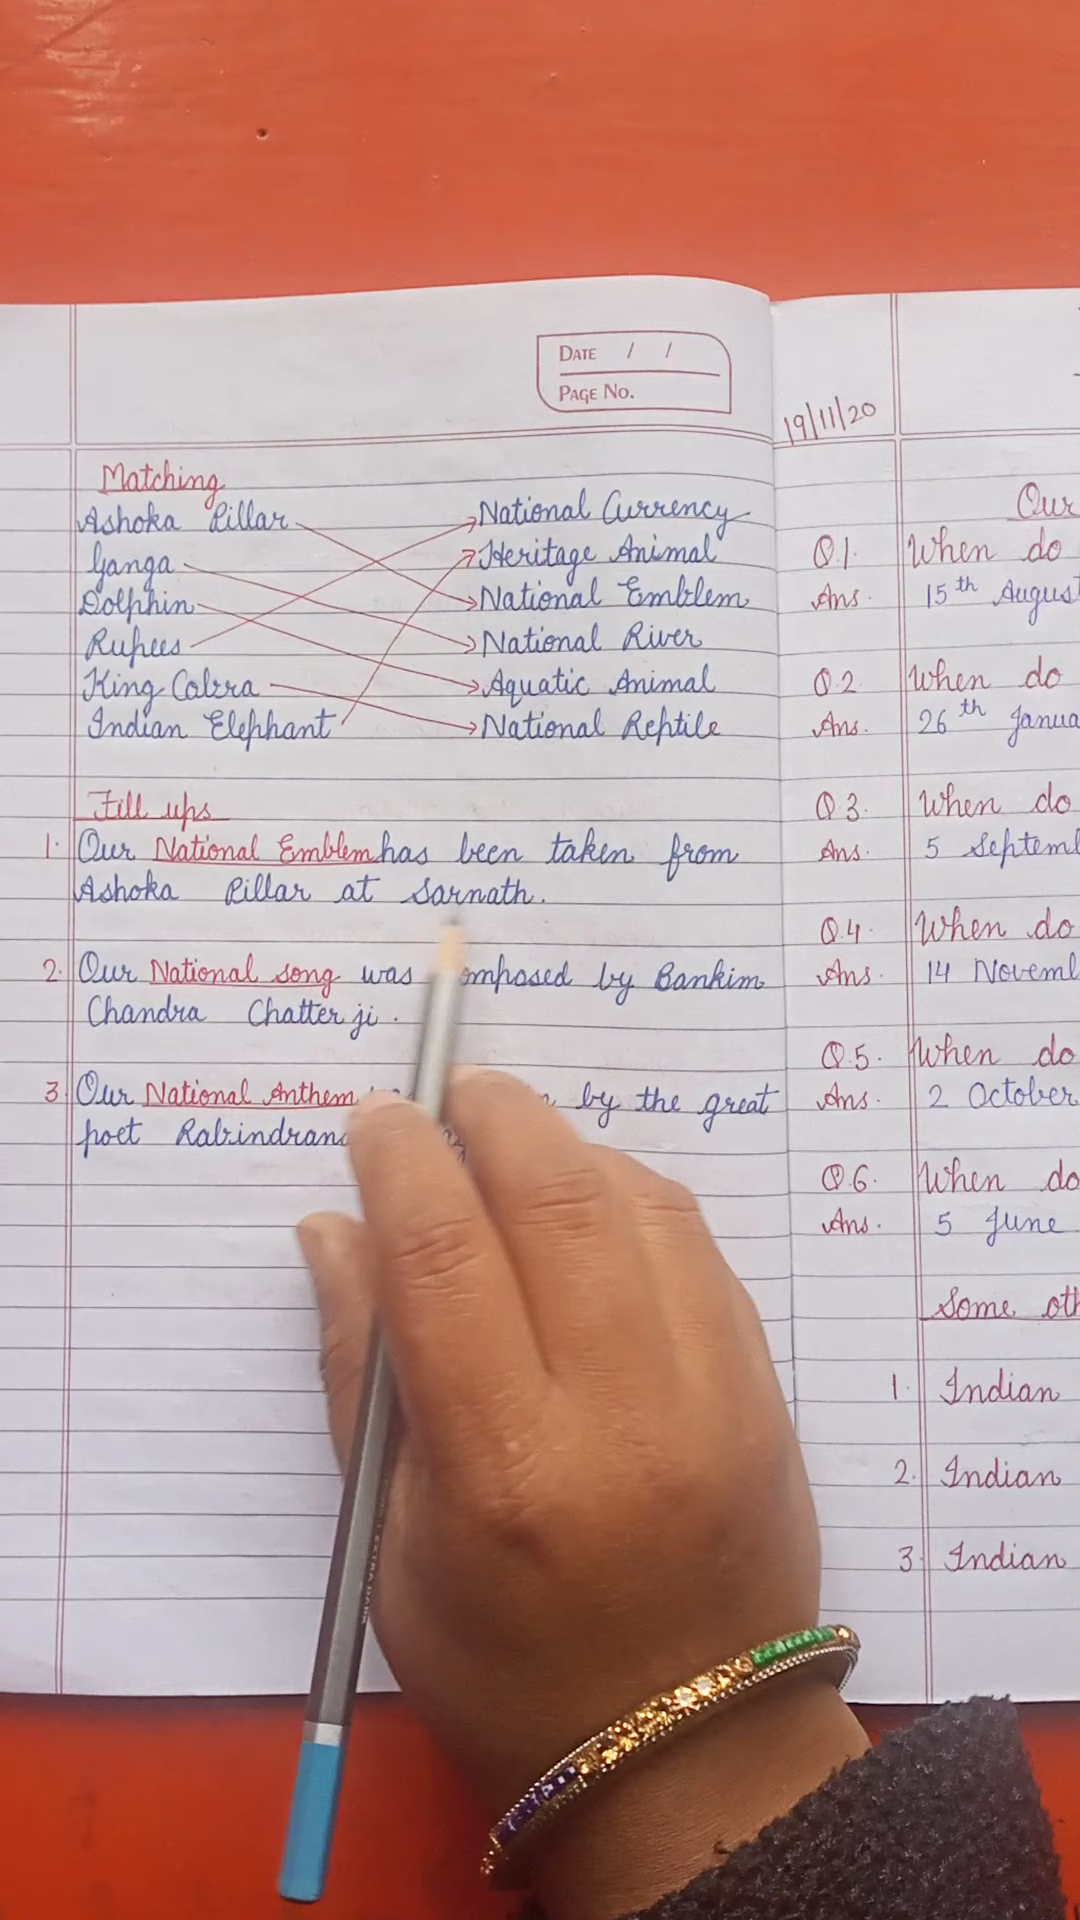 DATE / /
PAGE NO.
Matching
Ashoka Pillar National Currency
Ganga Heritage Animal
Dolphin National Emblem
Rupees National River
King Cobra Aquatic Animal
Indian Elephant National Reptile
Fill ups
1. Our National Emblem has been taken from
Ashoka Pillar at Sarnath.
2. Our National song was composed by Bankim
Chandra Chatterji.
3 Our National Anthem by the great
poet
19/11/20
Our
Q.1 When do
Ans. 15th August
Q.2 When do
Ans. 26th
Q.3. When do
Ans. 5
Q.4. When do
Ans. 14
Q.5. When do
Ans. 2 October
Q.6. When do
Ans. 5 June
Some
1. Indian
2. Indian
3. Indian